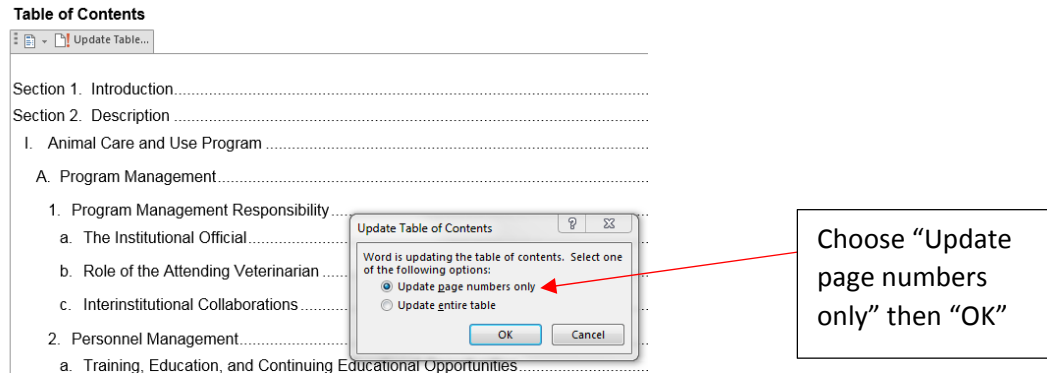 Table of Contents
Update Table...
Section 1. Introduction
Section 2. Description
I. Animal Care and Use Program
A. Program Management
1. Program Management Responsibility
a. The Institutional Official
b. Role of the Attending Veterinarian
c. Interinstitutional Collaborations
2. Personnel Management
a. Training, Education, and Continuing Educational Opportunities
Update Table of Contents
Word is updating the table of contents. Select one
of the following options:
Update page numbers only
Update entire table
OK Cancel
Choose “Update
page numbers
only” then “OK”